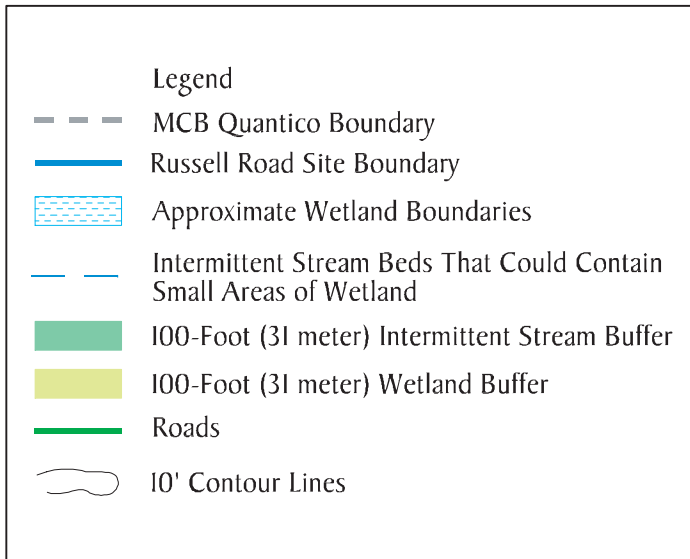 Legend
MCB Quantico Boundary
Russell Road Site Boundary
Approximate Wetland Boundaries
Intermittent Stream Beds That Could Contain
Small Areas of Wetland
100-Foot (31 meter) Intermittent Stream Buffer
100-Foot (31 meter) Wetland Buffer
Roads
10' Contour Lines